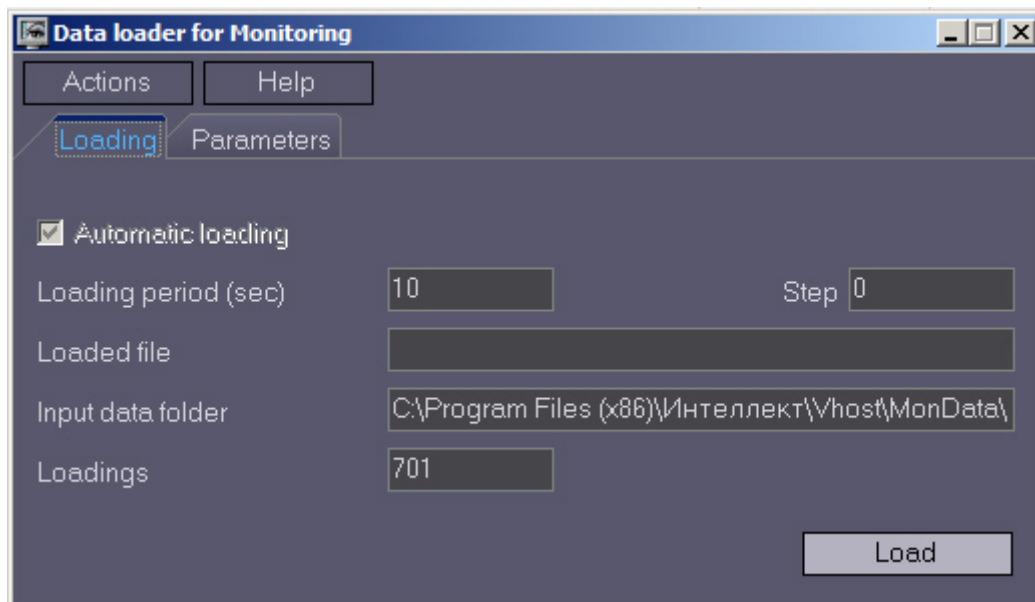 Data loader for Monitoring
Actions Help
Loading Parameters
Automatic loading
Loading period (sec) 10 Step 0
Loaded file
Input data folder C:\Program Files (x86)\Интеллект\Vhost\MonData\
Loadings 701
Load